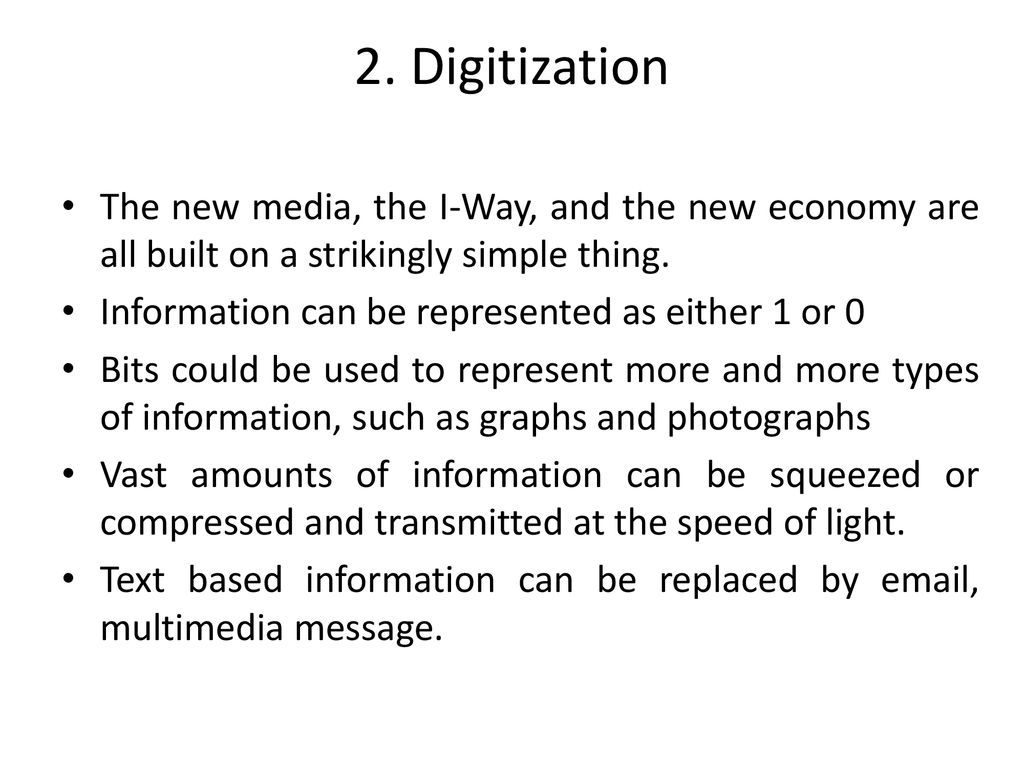 2. Digitization
• The new media, the I-Way, and the new economy are
all built on a strikingly simple thing.
• Information can be represented as either 1 or 0
• Bits could be used to represent more and more types
of information, such as graphs and photographs
• Vast amounts of information can be squeezed or
compressed and transmitted at the speed of light.
• Text based information can be replaced by email,
multimedia message.